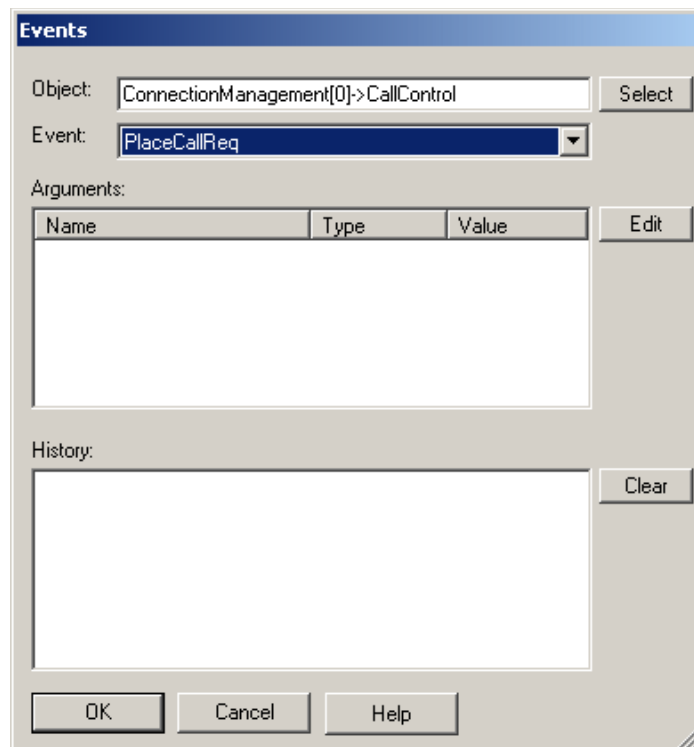 Events
Object: ConnectionManagement[0]->CallControl Select
Event: PlaceCallReq
Arguments:
Name Type Value Edit
History:
Clear
OK Cancel Help